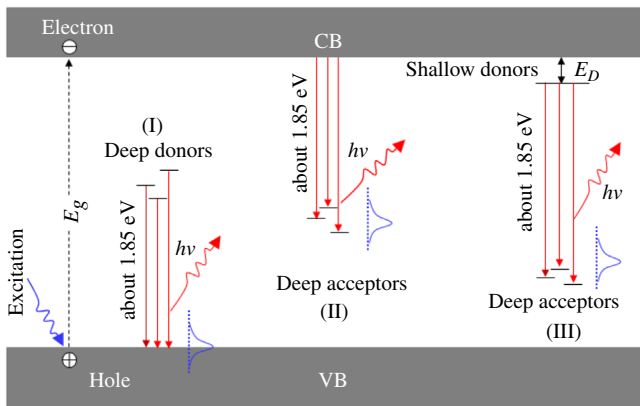 Electron
CB
Shallow donors
E_D
(I)
Deep donors
about 1.85 eV
hν
about 1.85 eV
hν
about 1.85 eV
hν
E_g
Excitation
Deep acceptors
(II)
Deep acceptors
(III)
Hole
VB